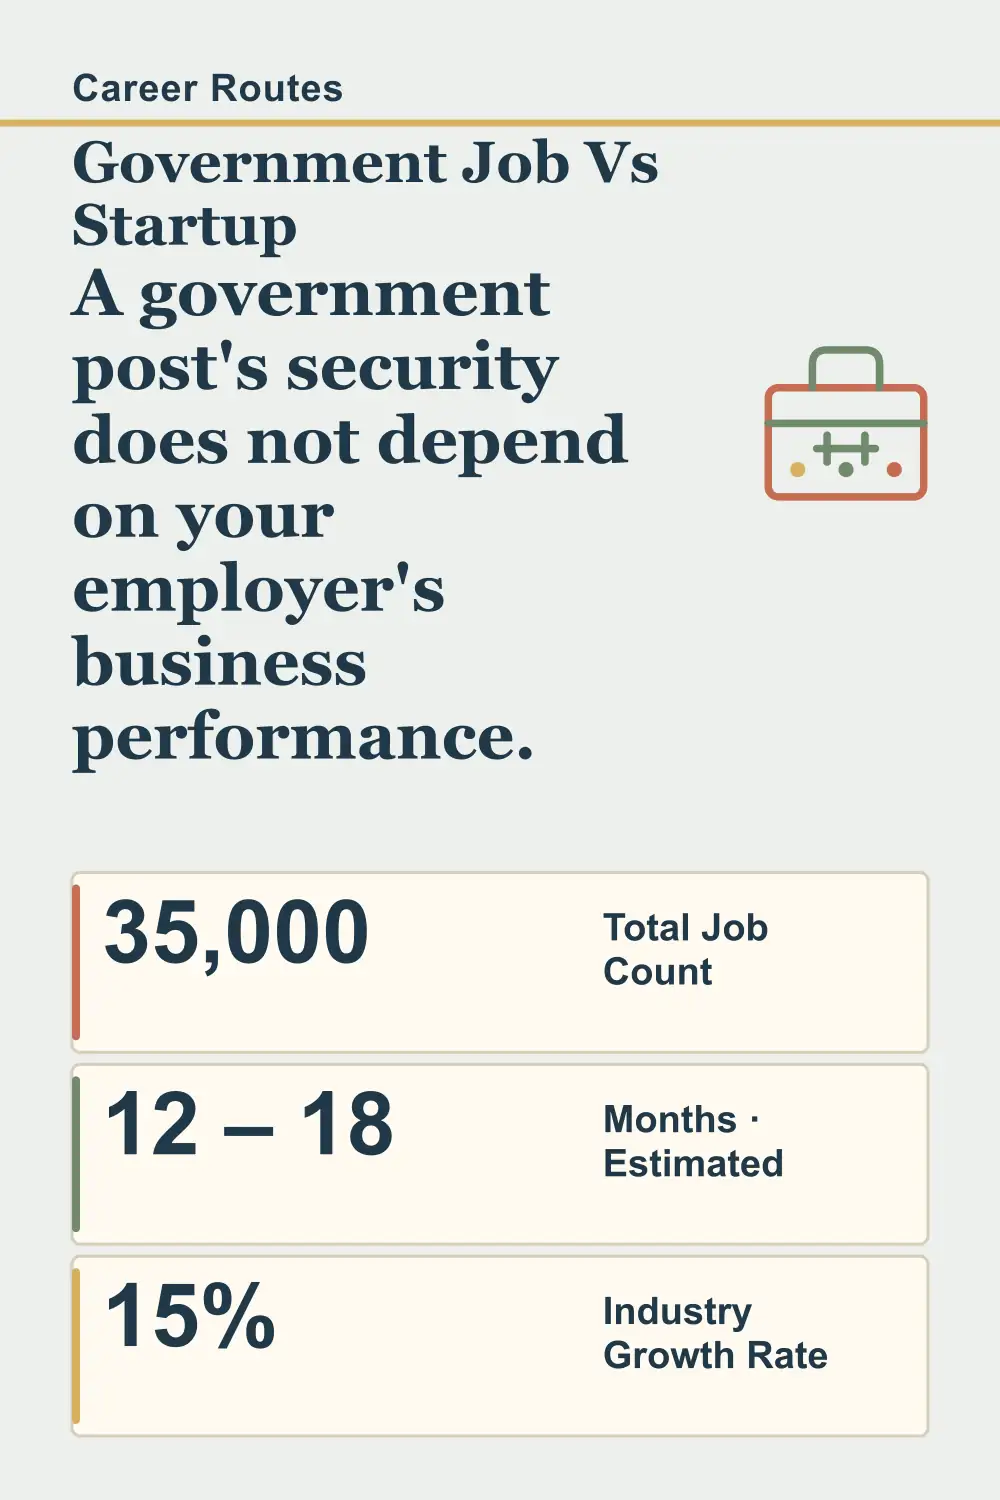 Career Routes
Government Job Vs
Startup
A government
post's security
does not depend
on your
employer's
business
performance.
35,000
Total Job
Count
12 – 18
Months ·
Estimated
15%
Industry
Growth Rate